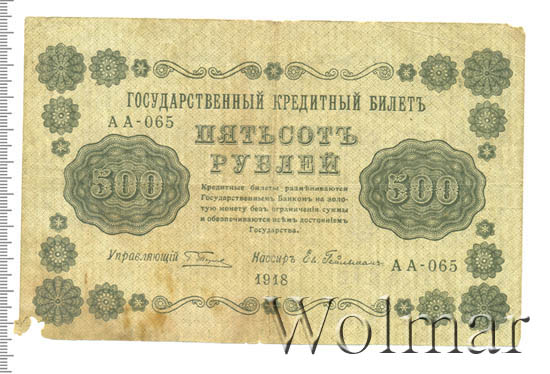 ГОСУДАРСТВЕННЫЙ КРЕДИТНЫЙ БИЛЕТЪ
АА-065
ПЯТЬСОТЪ
РУБЛЕЙ
500
500
Кредитные билеты размѣниваются
Государственнымъ Банкомъ на золо-
тую монету безъ ограниченія суммы
и обезпечиваются всѣмъ достояніемъ
Государства.
Управляющій
Кассиръ
АА-065
1918
Wolmar